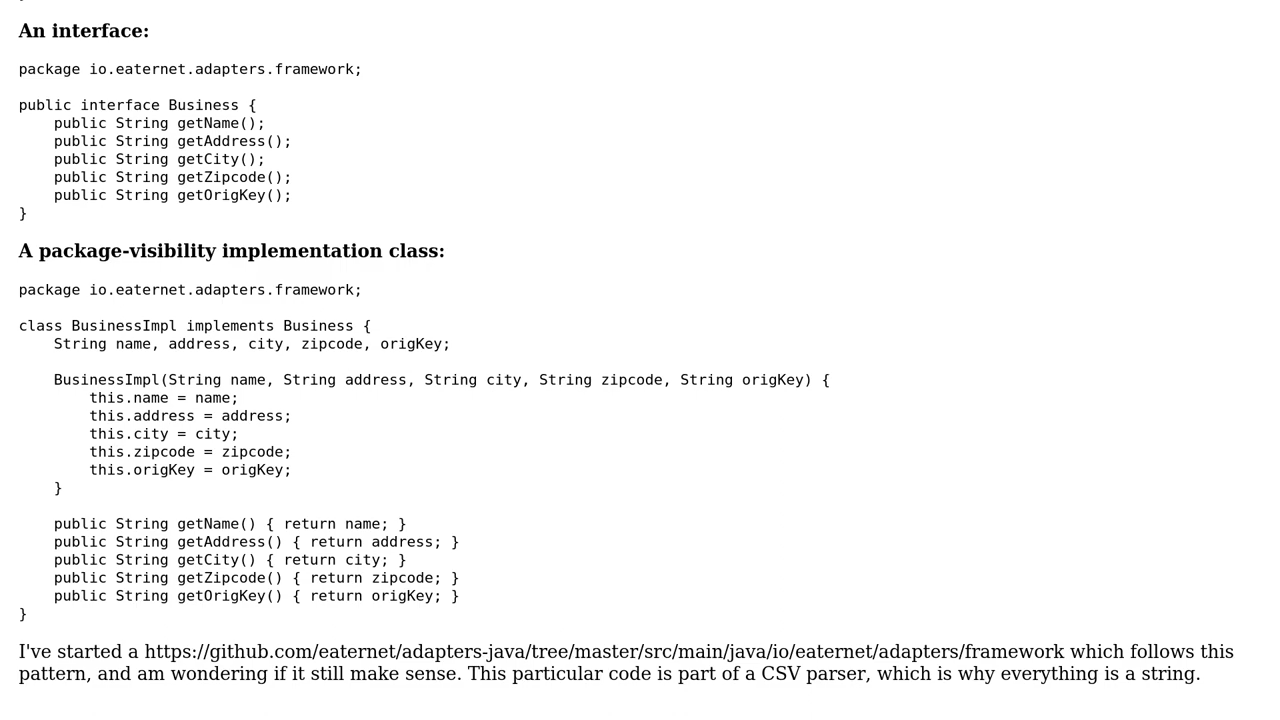 An interface:
package io.eaternet.adapters.framework;
public interface Business {
    public String getName();
    public String getAddress();
    public String getCity();
    public String getZipcode();
    public String getOrigKey();
}
A package-visibility implementation class:
package io.eaternet.adapters.framework;
class BusinessImpl implements Business {
    String name, address, city, zipcode, origKey;
    BusinessImpl(String name, String address, String city, String zipcode, String origKey) {
        this.name = name;
        this.address = address;
        this.city = city;
        this.zipcode = zipcode;
        this.origKey = origKey;
    }
    public String getName() { return name; }
    public String getAddress() { return address; }
    public String getCity() { return city; }
    public String getZipcode() { return zipcode; }
    public String getOrigKey() { return origKey; }
}
I've started a https://github.com/eaternet/adapters-java/tree/master/src/main/java/io/eaternet/adapters/framework which follows this
pattern, and am wondering if it still make sense. This particular code is part of a CSV parser, which is why everything is a string.